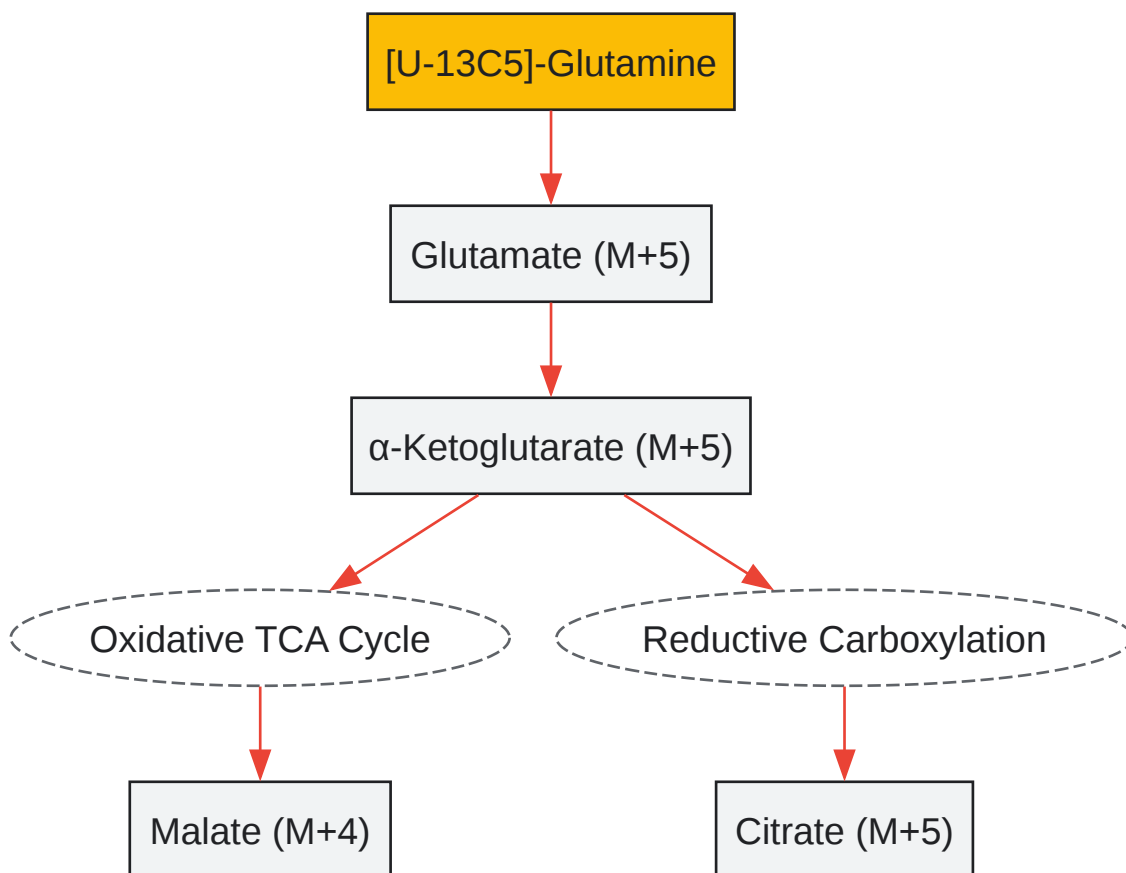 [U-13C5]-Glutamine
Glutamate (M+5)
α-Ketoglutarate (M+5)
Oxidative TCA Cycle
Reductive Carboxylation
Malate (M+4)
Citrate (M+5)